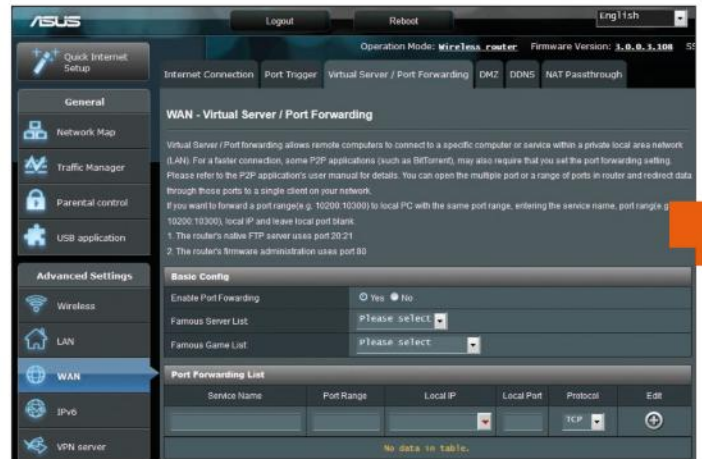 ASUS
Logout
Reboot
English
Quick Internet
Setup
Operation Mode: Wireless router Firmware Version: 3.0.0.3.108 SS
Internet Connection Port Trigger Virtual Server / Port Forwarding DMZ DDNS NAT Passthrough
General
Network Map
Traffic Manager
Parental control
USB application
Advanced Settings
Wireless
LAN
WAN
IPv6
VPN server
WAN - Virtual Server / Port Forwarding
Virtual Server / Port forwarding allows remote computers to connect to a specific computer or service within a private local area network
(LAN). For a faster connection, some P2P applications (such as BitTorrent), may also require that you set the port forwarding setting.
Please refer to the P2P application's user manual for details. You can open the multiple port or a range of ports in router and redirect data
through those ports to a single client on your network.
If you want to forward a port range(e.g. 10200:10300) to local PC with the same port range, entering the service name, port rang(e.g.
10200:10300), local IP and leave local port blank
1. The router's native FTP server uses port 20:21
2. The router's firmware administration uses port 80
Basic Config
Enable Port Fowarding Yes No
Famous Server List Please select
Famous Game List Please select
Port Forwarding List
Service Name Port Range Local IP Local Port Protocol Edit
TCP
No data in table.